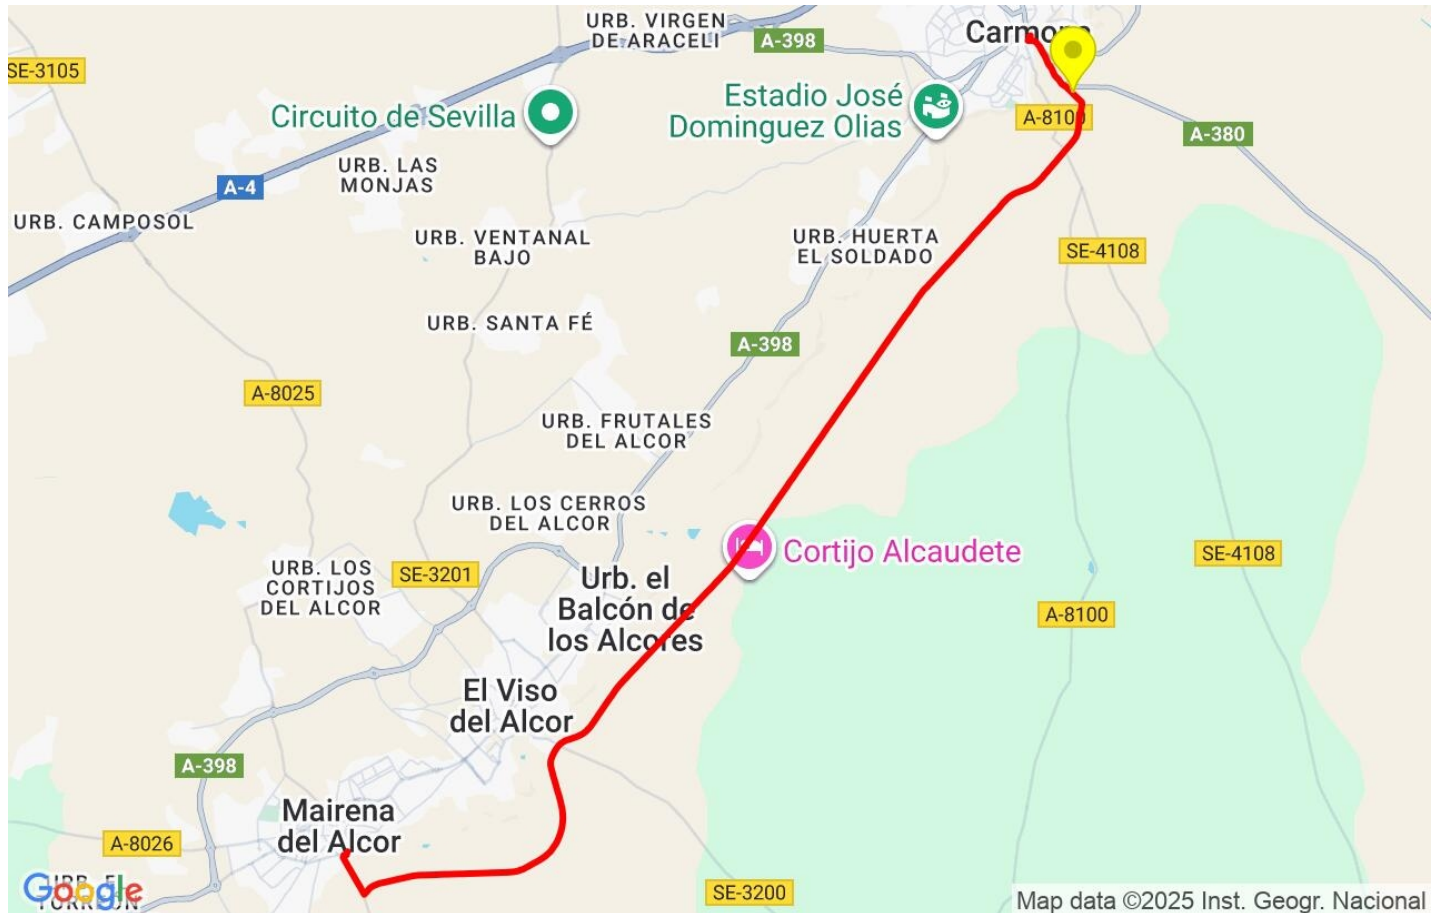 URB. VIRGEN
DE ARACELI
A-398
Carmona
SE-3105
Circuito de Sevilla
Estadio José
Dominguez Olias
A-8100
A-380
URB. LAS
MONJAS
A-4
URB. CAMPOSOL
URB. VENTANAL
BAJO
URB. HUERTA
EL SOLDADO
SE-4108
URB. SANTA FÉ
A-398
A-8025
URB. FRUTALES
DEL ALCOR
URB. LOS CERROS
DEL ALCOR
Cortijo Alcaudete
SE-4108
URB. LOS
CORTIJOS
DEL ALCOR
SE-3201
Urb. el
Balcón de
los Alcores
A-8100
El Viso
del Alcor
A-398
Mairena
del Alcor
A-8026
Google
URB. EL
TORREÓN
SE-3200
Map data ©2025 Inst. Geogr. Nacional